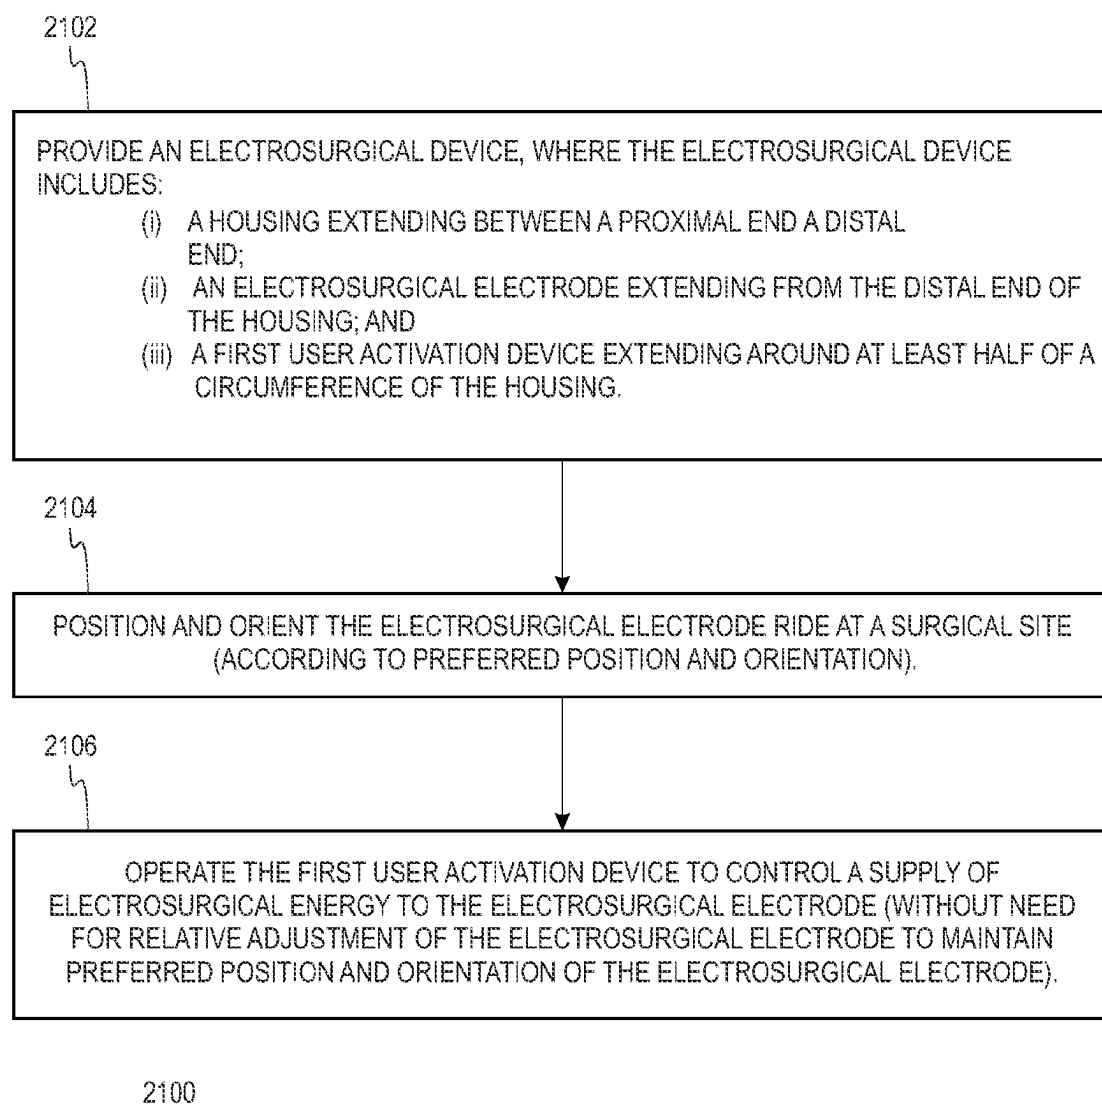 2102
PROVIDE AN ELECTROSURGICAL DEVICE, WHERE THE ELECTROSURGICAL DEVICE
INCLUDES:
(i) A HOUSING EXTENDING BETWEEN A PROXIMAL END A DISTAL
END;
(ii) AN ELECTROSURGICAL ELECTRODE EXTENDING FROM THE DISTAL END OF
THE HOUSING; AND
(iii) A FIRST USER ACTIVATION DEVICE EXTENDING AROUND AT LEAST HALF OF A
CIRCUMFERENCE OF THE HOUSING.
2104
POSITION AND ORIENT THE ELECTROSURGICAL ELECTRODE RIDE AT A SURGICAL SITE
(ACCORDING TO PREFERRED POSITION AND ORIENTATION).
2106
OPERATE THE FIRST USER ACTIVATION DEVICE TO CONTROL A SUPPLY OF
ELECTROSURGICAL ENERGY TO THE ELECTROSURGICAL ELECTRODE (WITHOUT NEED
FOR RELATIVE ADJUSTMENT OF THE ELECTROSURGICAL ELECTRODE TO MAINTAIN
PREFERRED POSITION AND ORIENTATION OF THE ELECTROSURGICAL ELECTRODE).
2100